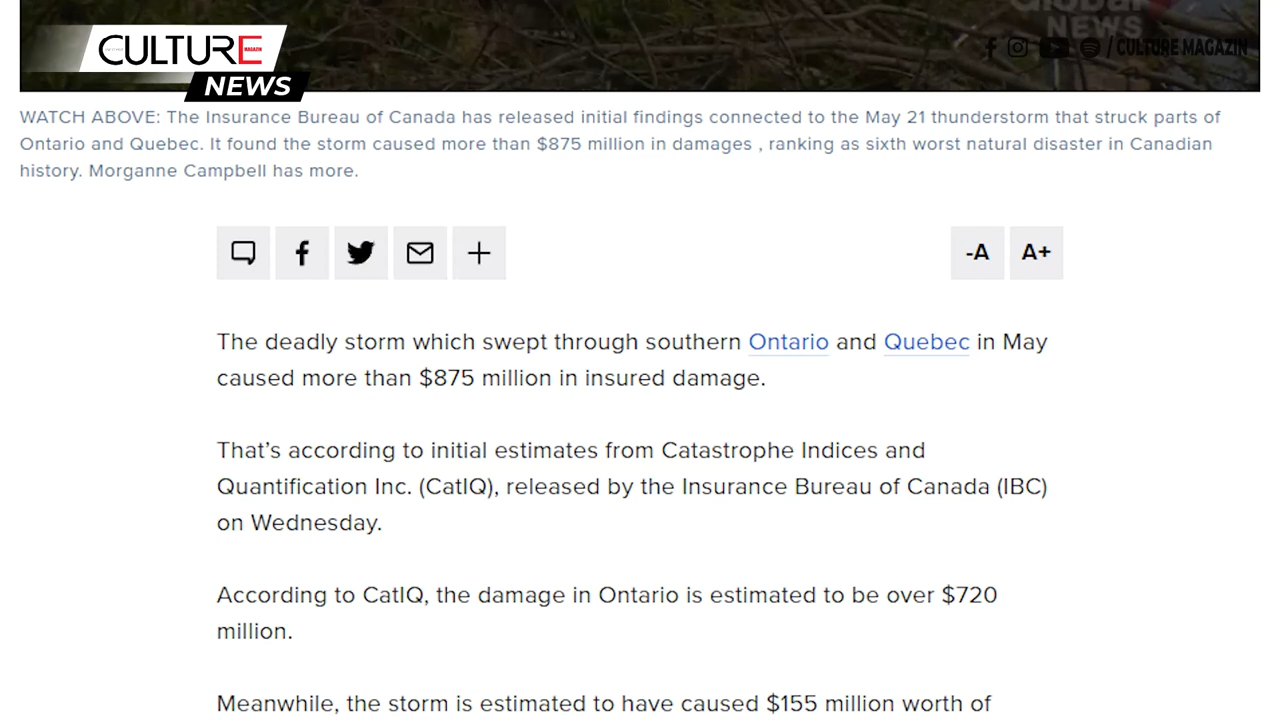 Global
NEWS
CULTURE
MAGAZIN
NEWS
/ CULTURE MAGAZIN
WATCH ABOVE: The Insurance Bureau of Canada has released initial findings connected to the May 21 thunderstorm that struck parts of
Ontario and Quebec. It found the storm caused more than $875 million in damages , ranking as sixth worst natural disaster in Canadian
history. Morganne Campbell has more.
-A
A+
The deadly storm which swept through southern Ontario and Quebec in May
caused more than $875 million in insured damage.
That’s according to initial estimates from Catastrophe Indices and
Quantification Inc. (CatIQ), released by the Insurance Bureau of Canada (IBC)
on Wednesday.
According to CatIQ, the damage in Ontario is estimated to be over $720
million.
Meanwhile, the storm is estimated to have caused $155 million worth of